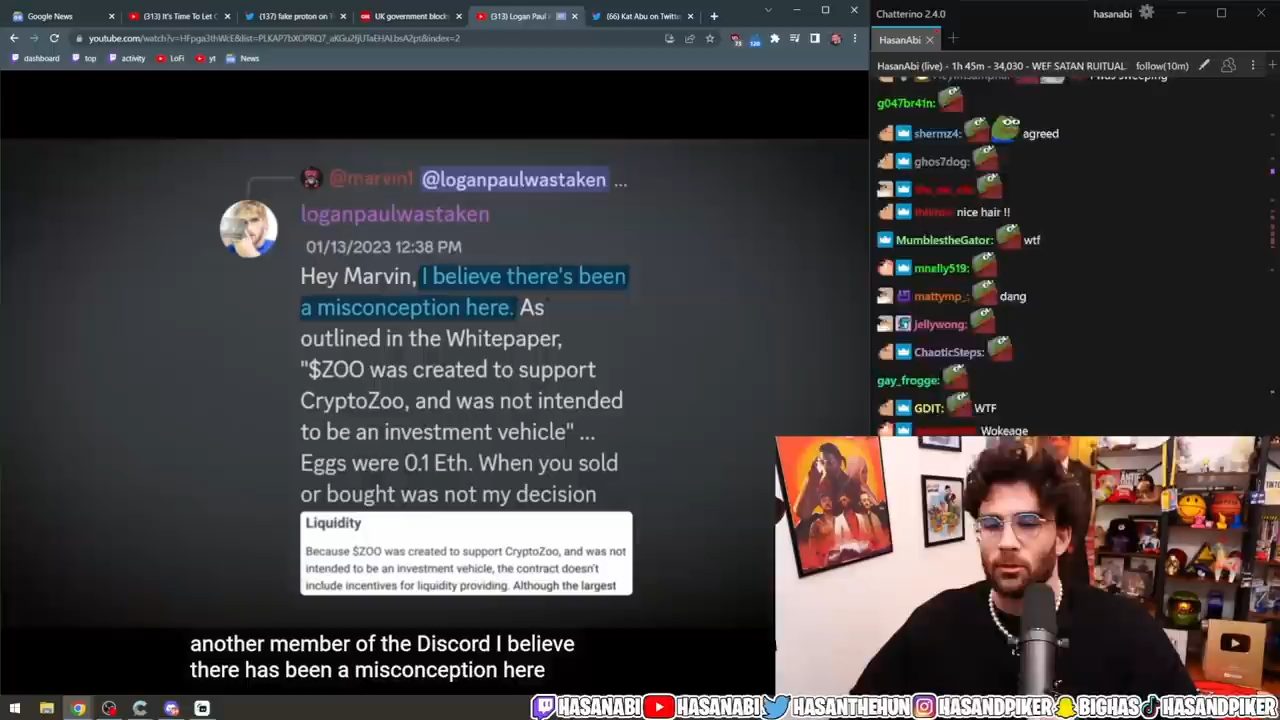 Google News
(313) It's Time To Let
(137) fake proton on T
UK government block
(313) Logan Paul
(66) Kat Abu on Twitt
Chatterino 2.4.0
hasanabi
HasanAbi
dashboard
top
activity
LoFi
yt
News
HasanAbi (live) - 1h 45m - 34,030 - WEF SATAN RUITUAL
follow(10m)
g047br41n:
shermz4: agreed
ghos7dog:
nice hair !!
MumblestheGator: wtf
mnelly519:
mattymp_: dang
jellywong:
ChaoticSteps:
gay_frogge:
GDIT: WTF
Wokeage
@marvin1 @loganpaulwastaken ...
loganpaulwastaken
01/13/2023 12:38 PM
Hey Marvin, I believe there's been
a misconception here. As
outlined in the Whitepaper,
"$ZOO was created to support
CryptoZoo, and was not intended
to be an investment vehicle" ...
Eggs were 0.1 Eth. When you sold
or bought was not my decision
Liquidity
Because $ZOO was created to support CryptoZoo, and was not
intended to be an investment vehicle, the contract doesn't
include incentives for liquidity providing. Although the largest
another member of the Discord I believe
there has been a misconception here
HASANABI HASANABI HASANTHEHUN HASANDPIKER BIGHAS HASANDPIKER